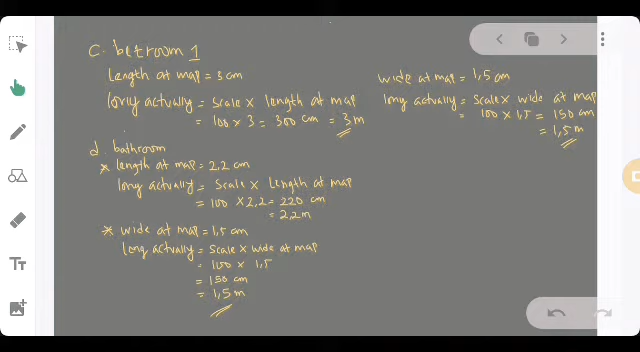 c. betroom 1
Length at map = 3 cm
long actually = scale x length at map
= 100 x 3 = 300 cm = 3 m
wide at map = 1,5 cm
long actually = scale x wide at map
= 100 x 1,5 = 150 cm
= 1,5 m
d. bathroom
* length at map = 2,2 cm
long actually = scale x length at map
= 100 x 2,2 = 220 cm
= 2,2 m
* wide at map = 1,5 cm
long actually = scale x wide at map
= 100 x 1,5
= 150 cm
= 1,5 m
Tt